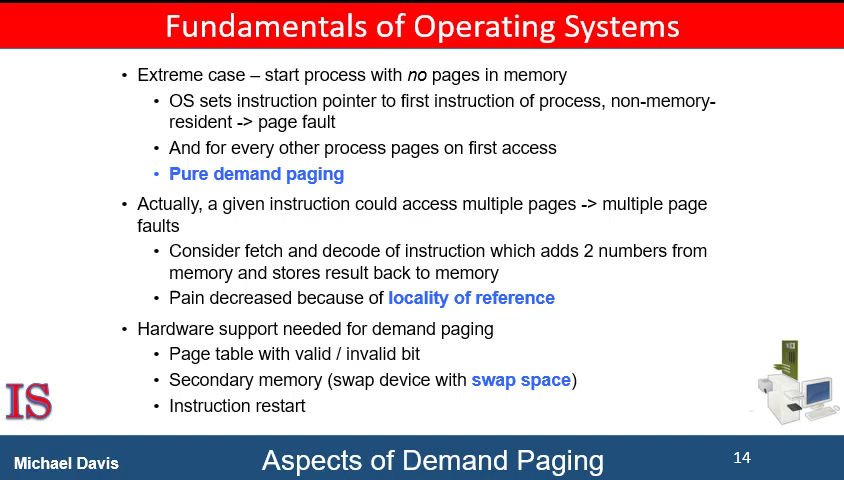 Fundamentals of Operating Systems
• Extreme case – start process with no pages in memory
• OS sets instruction pointer to first instruction of process, non-memory-
resident -> page fault
• And for every other process pages on first access
• Pure demand paging
• Actually, a given instruction could access multiple pages -> multiple page
faults
• Consider fetch and decode of instruction which adds 2 numbers from
memory and stores result back to memory
• Pain decreased because of locality of reference
• Hardware support needed for demand paging
• Page table with valid / invalid bit
• Secondary memory (swap device with swap space)
• Instruction restart
IS
Michael Davis
Aspects of Demand Paging
14